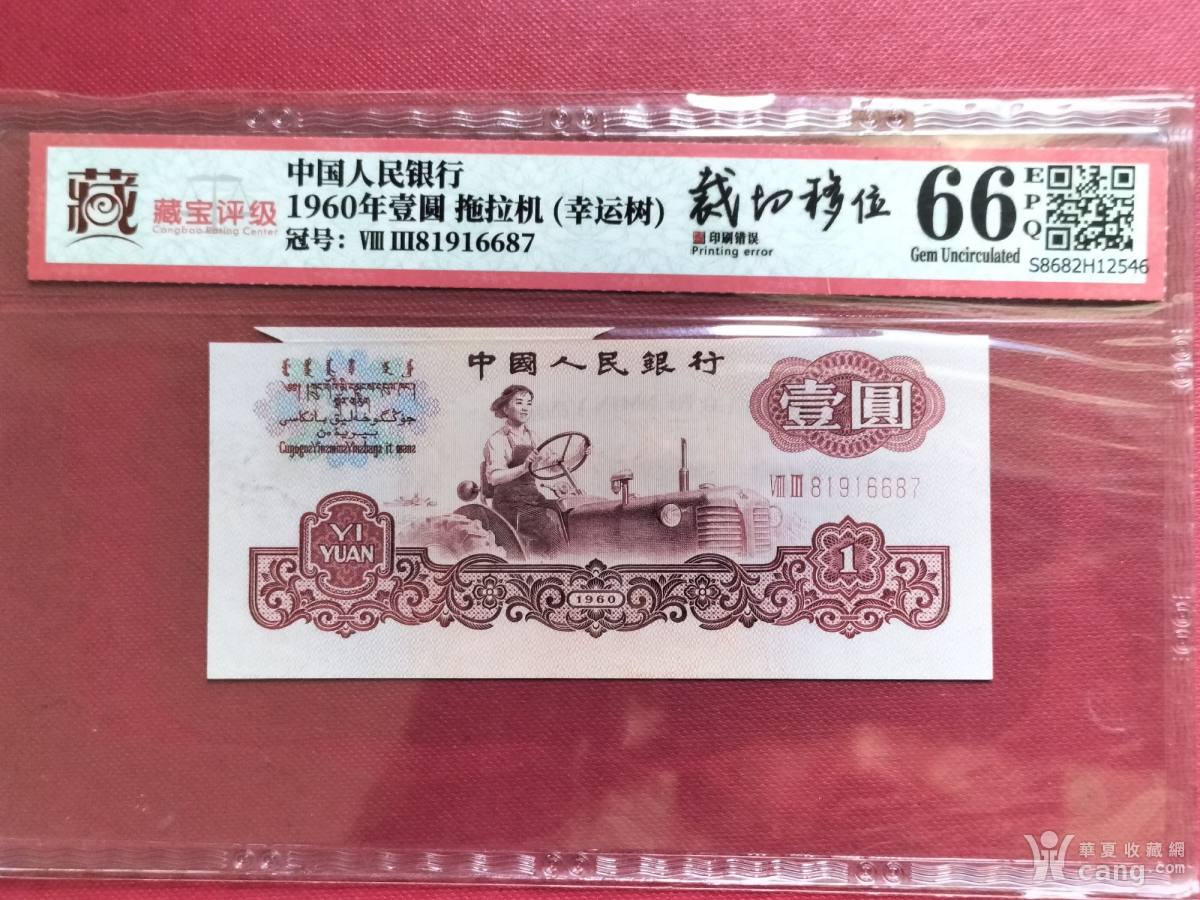 藏
藏宝评级
Cangbao Rating Center
中国人民银行
1960年壹圆 拖拉机 (幸运树)
冠号: Ⅷ Ⅲ81916687
裁切移位
印刷错误
Printing error
66
EPQ
Gem Uncirculated
S8682H12546
中國人民銀行
壹圓
Ⅷ Ⅲ 81916687
YI
YUAN
1960
1
華夏收藏網
cang.com